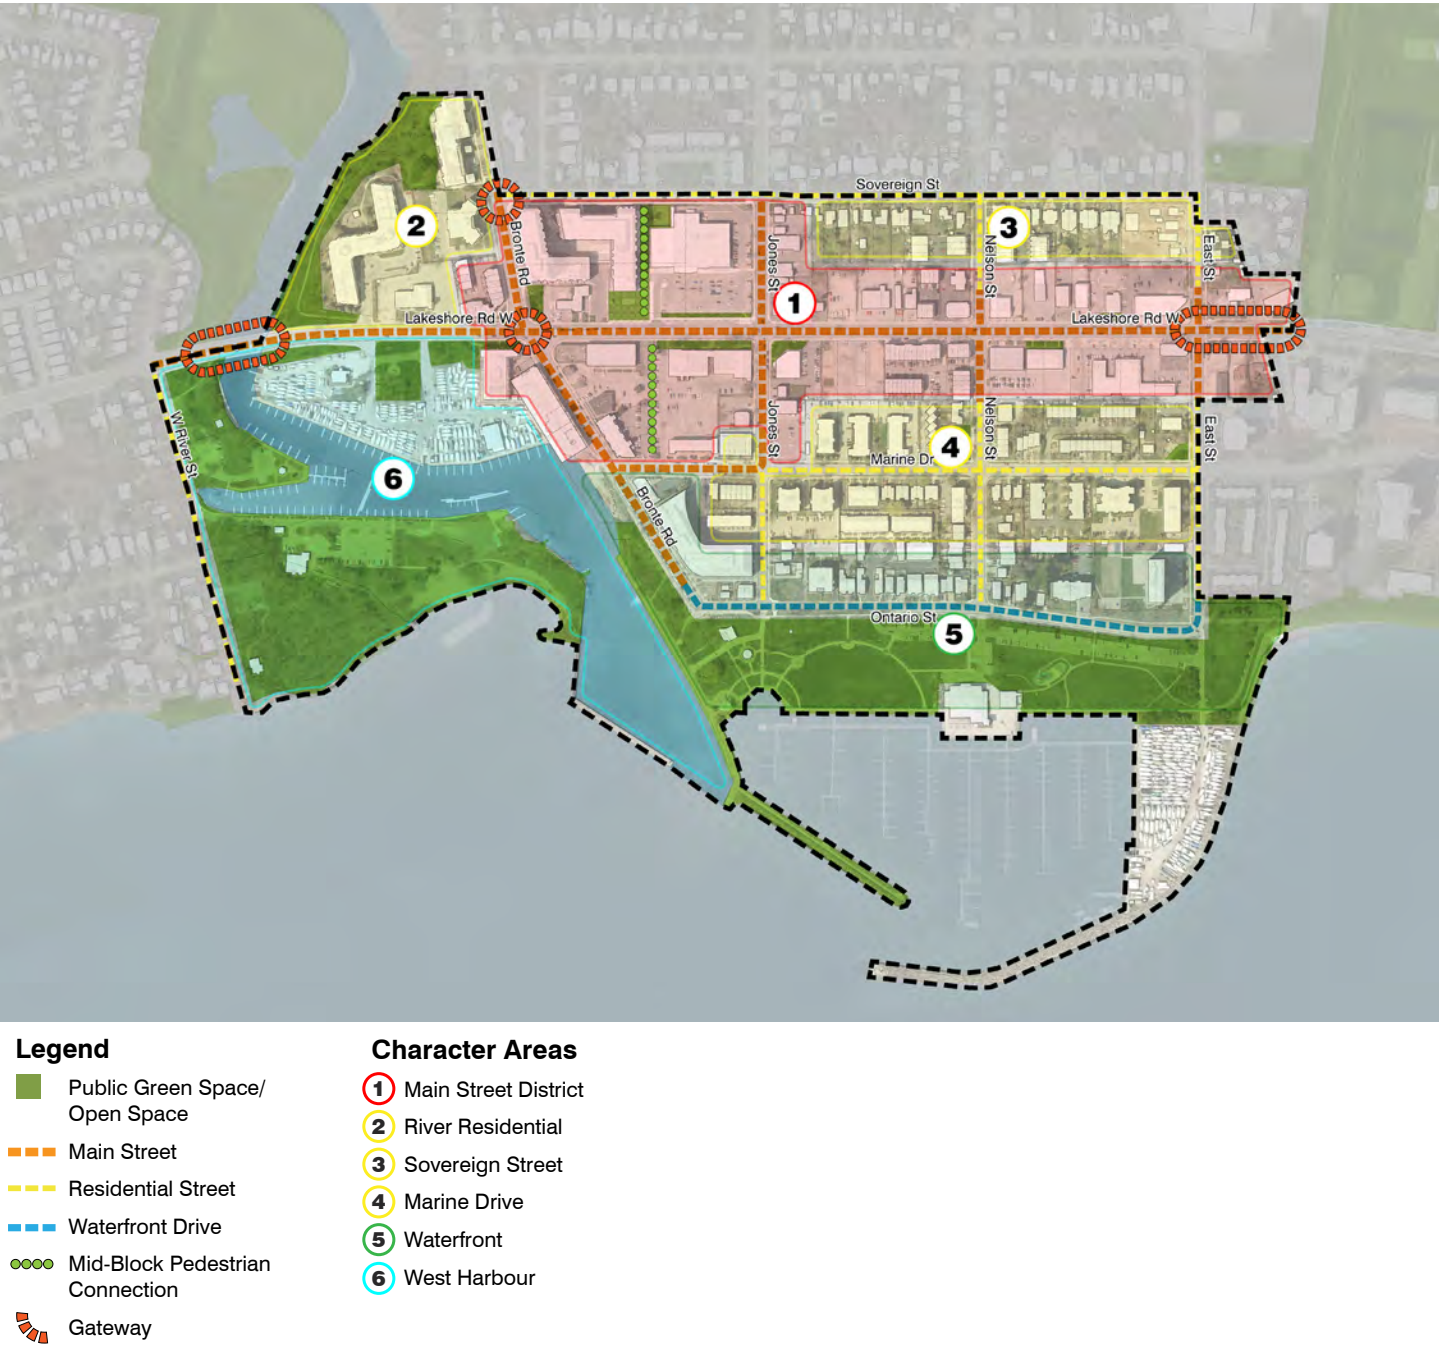 Sovereign St
2
3
Bronte Rd
Jones St
Nelson St
East St
1
Lakeshore Rd W
Lakeshore Rd W
W River St
Jones St
Nelson St
East St
4
Marine Dr
6
Bronte Rd
Ontario St
5
Legend
Public Green Space/
Open Space
Main Street
Residential Street
Waterfront Drive
Mid-Block Pedestrian
Connection
Gateway
Character Areas
1 Main Street District
2 River Residential
3 Sovereign Street
4 Marine Drive
5 Waterfront
6 West Harbour